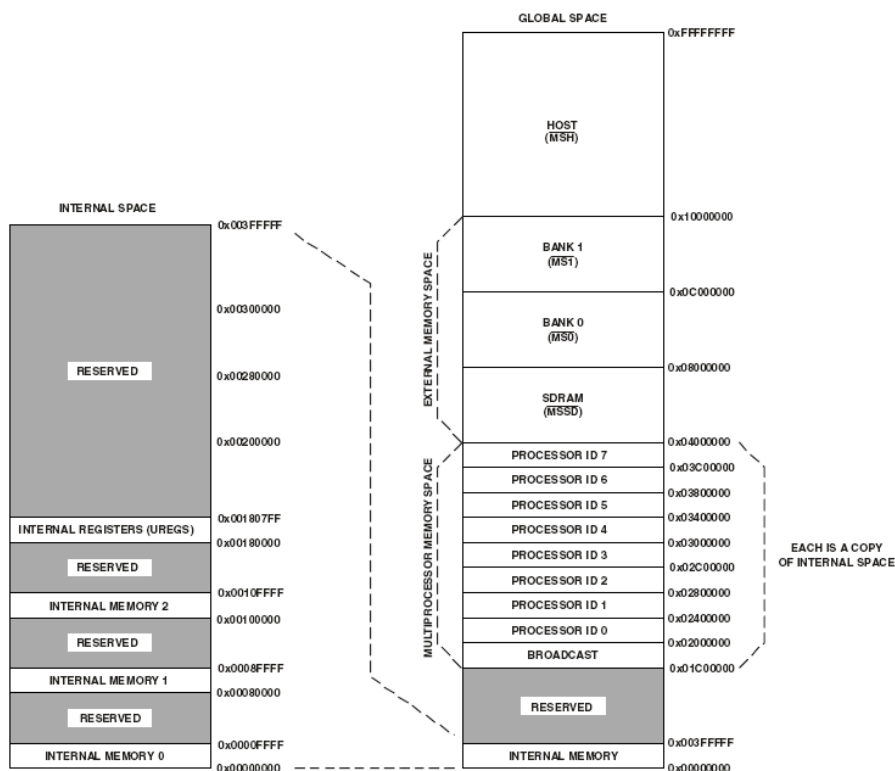 GLOBAL SPACE
0xFFFFFFFF
HOST
(MSH)
INTERNAL SPACE
0x003FFFFF
0x10000000
BANK 1
(MS1)
0x0C000000
0x00300000
BANK 0
(MS0)
EXTERNAL MEMORY SPACE
RESERVED
0x00280000
0x08000000
SDRAM
(MSSD)
0x00200000
0x04000000
PROCESSOR ID 7
0x03C00000
PROCESSOR ID 6
0x03800000
PROCESSOR ID 5
0x03400000
0x001807FF
INTERNAL REGISTERS (UREGS)
PROCESSOR ID 4
0x00180000
0x03000000
MULTIPROCESSOR MEMORY SPACE
PROCESSOR ID 3
EACH IS A COPY
OF INTERNAL SPACE
RESERVED
0x02C00000
PROCESSOR ID 2
0x0010FFFF
0x02800000
INTERNAL MEMORY 2
PROCESSOR ID 1
0x00100000
0x02400000
PROCESSOR ID 0
RESERVED
0x02000000
BROADCAST
0x0008FFFF
0x01C00000
INTERNAL MEMORY 1
0x00080000
RESERVED
RESERVED
0x0000FFFF
0x003FFFFF
INTERNAL MEMORY 0
INTERNAL MEMORY
0x00000000
0x00000000